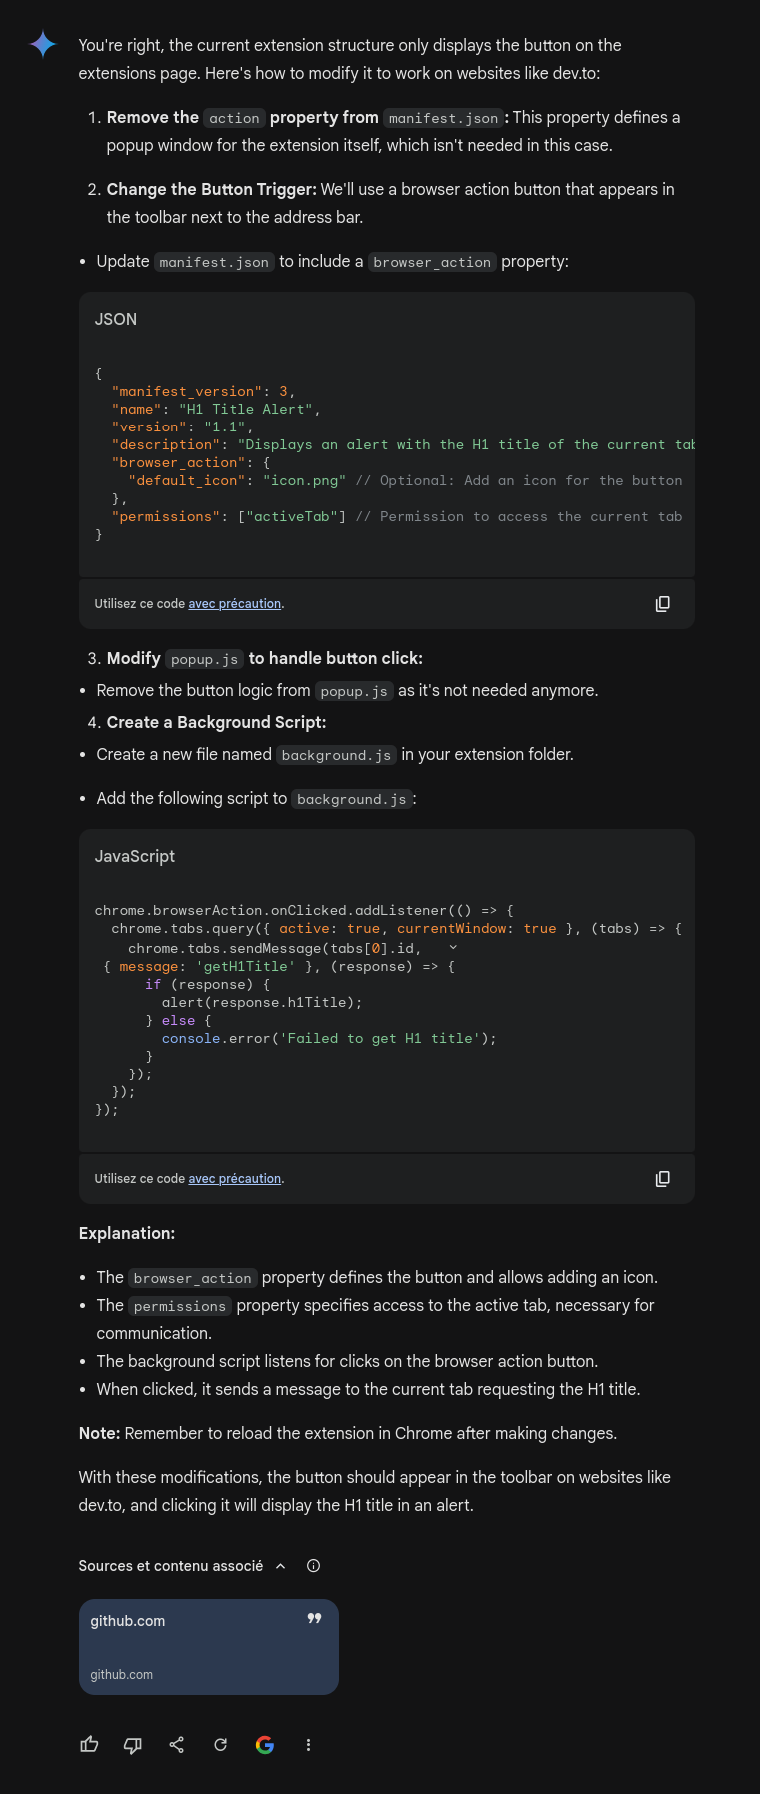 You're right, the current extension structure only displays the button on the
extensions page. Here's how to modify it to work on websites like dev.to:
1. Remove the action property from manifest.json: This property defines a
popup window for the extension itself, which isn't needed in this case.
2. Change the Button Trigger: We'll use a browser action button that appears in
the toolbar next to the address bar.
• Update manifest.json to include a browser_action property:
JSON
{
  "manifest_version": 3,
  "name": "H1 Title Alert",
  "version": "1.1",
  "description": "Displays an alert with the H1 title of the current tab
  "browser_action": {
    "default_icon": "icon.png" // Optional: Add an icon for the button
  },
  "permissions": ["activeTab"] // Permission to access the current tab
}
Utilisez ce code avec précaution.
3. Modify popup.js to handle button click:
• Remove the button logic from popup.js as it's not needed anymore.
4. Create a Background Script:
• Create a new file named background.js in your extension folder.
• Add the following script to background.js:
JavaScript
chrome.browserAction.onClicked.addListener(() => {
  chrome.tabs.query({ active: true, currentWindow: true }, (tabs) => {
    chrome.tabs.sendMessage(tabs[0].id,
 { message: 'getH1Title' }, (response) => {
      if (response) {
        alert(response.h1Title);
      } else {
        console.error('Failed to get H1 title');
      }
    });
  });
});
Utilisez ce code avec précaution.
Explanation:
• The browser_action property defines the button and allows adding an icon.
• The permissions property specifies access to the active tab, necessary for
communication.
• The background script listens for clicks on the browser action button.
• When clicked, it sends a message to the current tab requesting the H1 title.
Note: Remember to reload the extension in Chrome after making changes.
With these modifications, the button should appear in the toolbar on websites like
dev.to, and clicking it will display the H1 title in an alert.
Sources et contenu associé
github.com
github.com